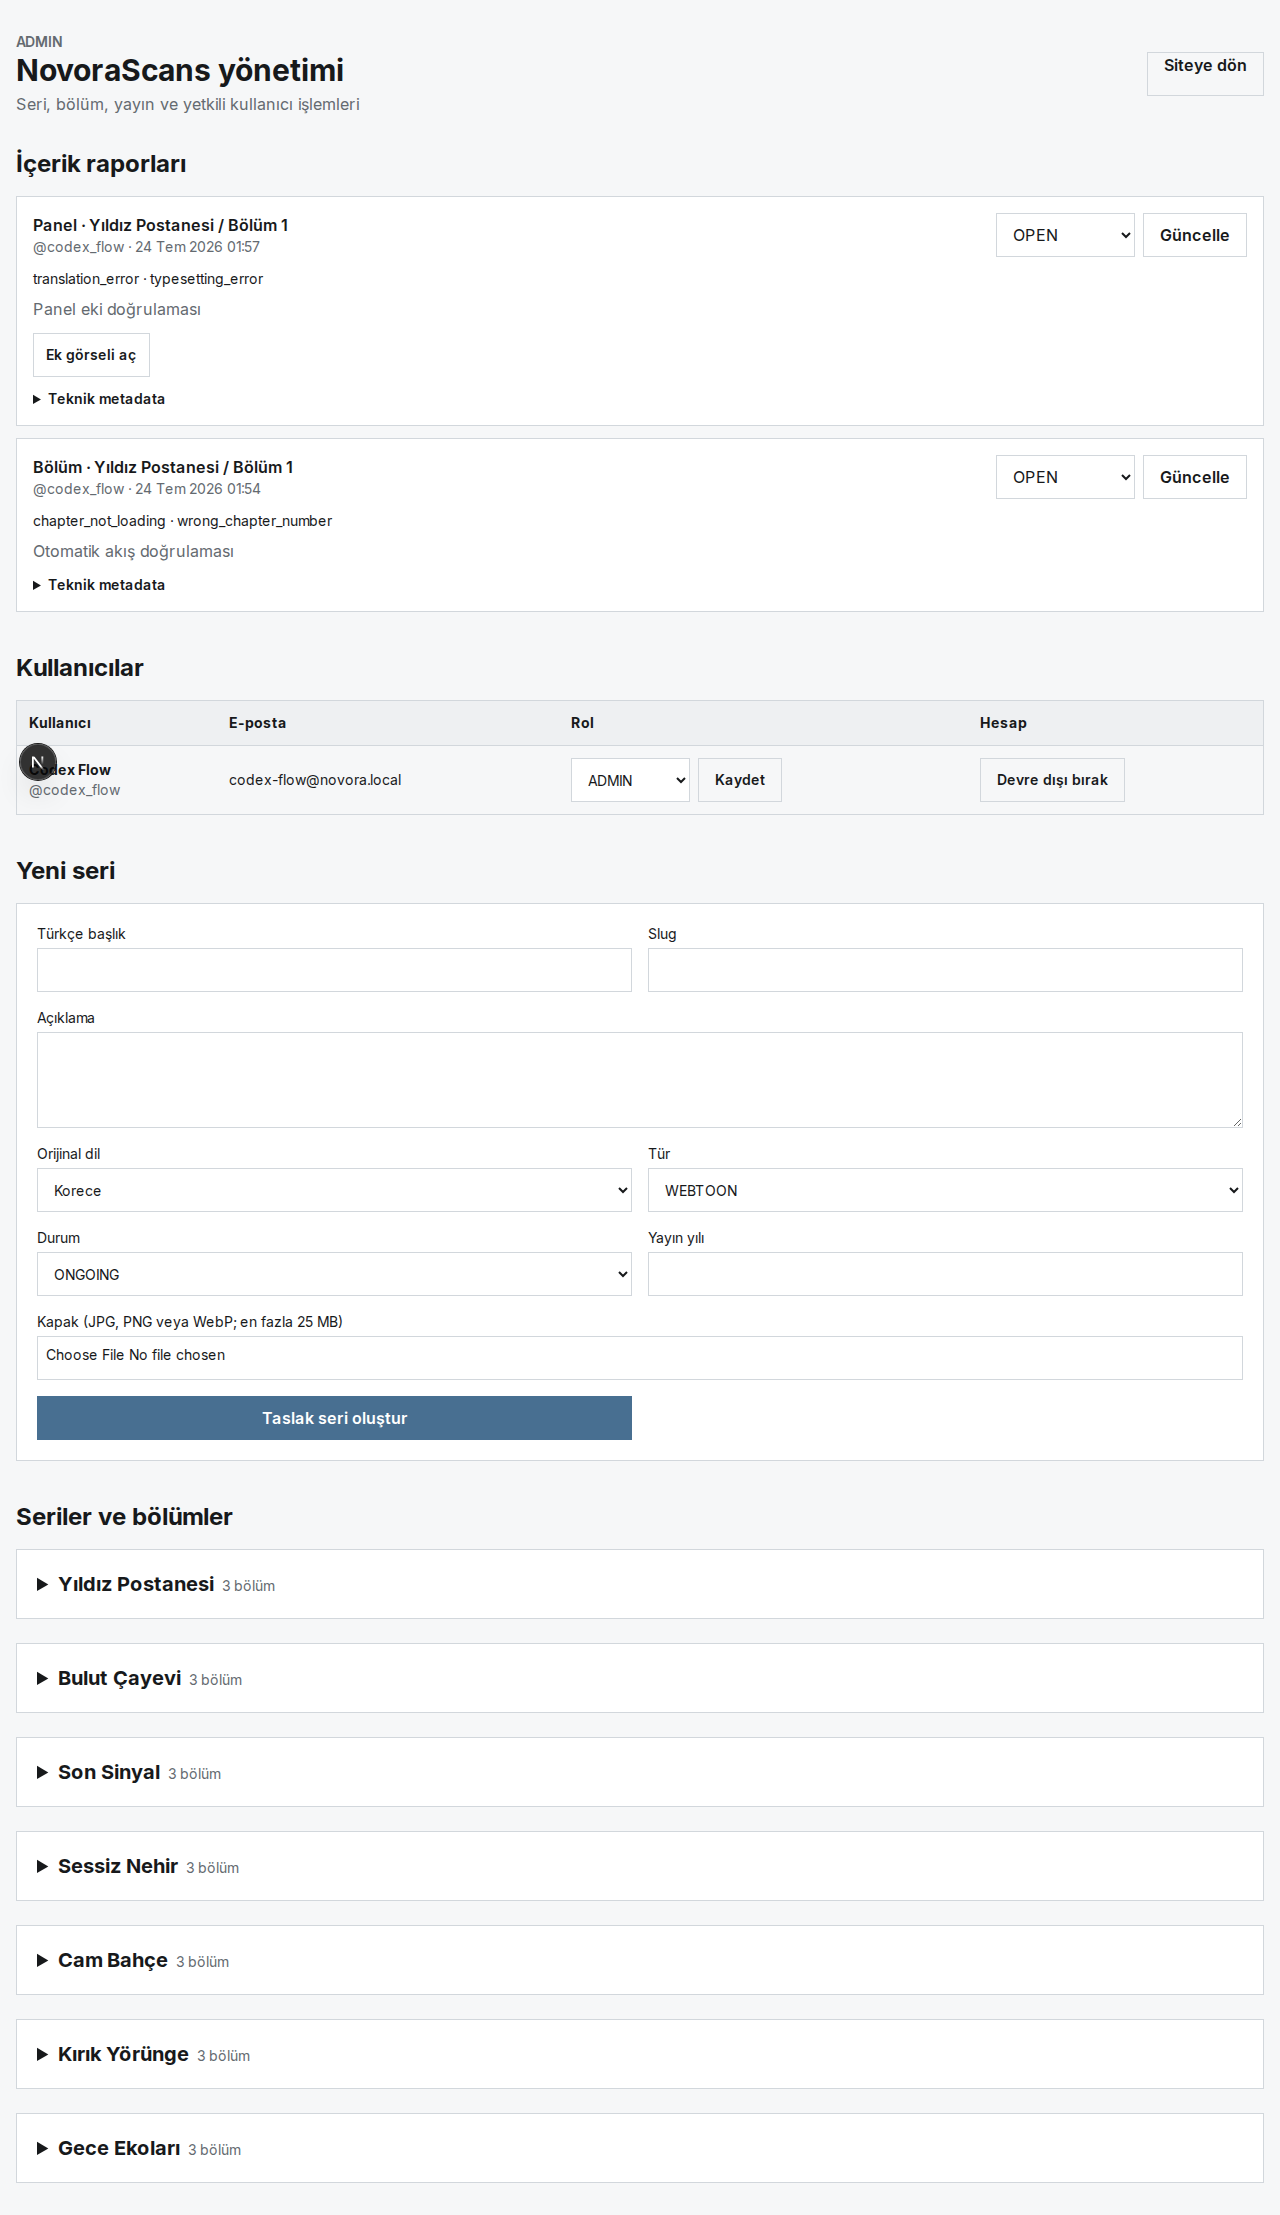 ADMIN
NovoraScans yönetimi
Seri, bölüm, yayın ve yetkili kullanıcı işlemleri
Siteye dön
İçerik raporları
Panel · Yıldız Postanesi / Bölüm 1
@codex_flow · 24 Tem 2026 01:57
OPEN
Güncelle
translation_error · typesetting_error
Panel eki doğrulaması
Ek görseli aç
Teknik metadata
Bölüm · Yıldız Postanesi / Bölüm 1
@codex_flow · 24 Tem 2026 01:54
OPEN
Güncelle
chapter_not_loading · wrong_chapter_number
Otomatik akış doğrulaması
Teknik metadata
Kullanıcılar
Kullanıcı E-posta Rol Hesap
N
Codex Flow
@codex_flow
codex-flow@novora.local
ADMIN
Kaydet
Devre dışı bırak
Yeni seri
Türkçe başlık
Slug
Açıklama
Orijinal dil
Korece
Tür
WEBTOON
Durum
ONGOING
Yayın yılı
Kapak (JPG, PNG veya WebP; en fazla 25 MB)
Choose File No file chosen
Taslak seri oluştur
Seriler ve bölümler
Yıldız Postanesi 3 bölüm
Bulut Çayevi 3 bölüm
Son Sinyal 3 bölüm
Sessiz Nehir 3 bölüm
Cam Bahçe 3 bölüm
Kırık Yörünge 3 bölüm
Gece Ekoları 3 bölüm